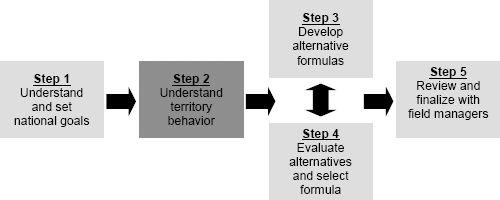 Step 1
Understand
and set
national goals
Step 2
Understand
territory
behavior
Step 3
Develop
alternative
formulas
Step 4
Evaluate
alternatives
and select
formula
Step 5
Review and
finalize with
field managers